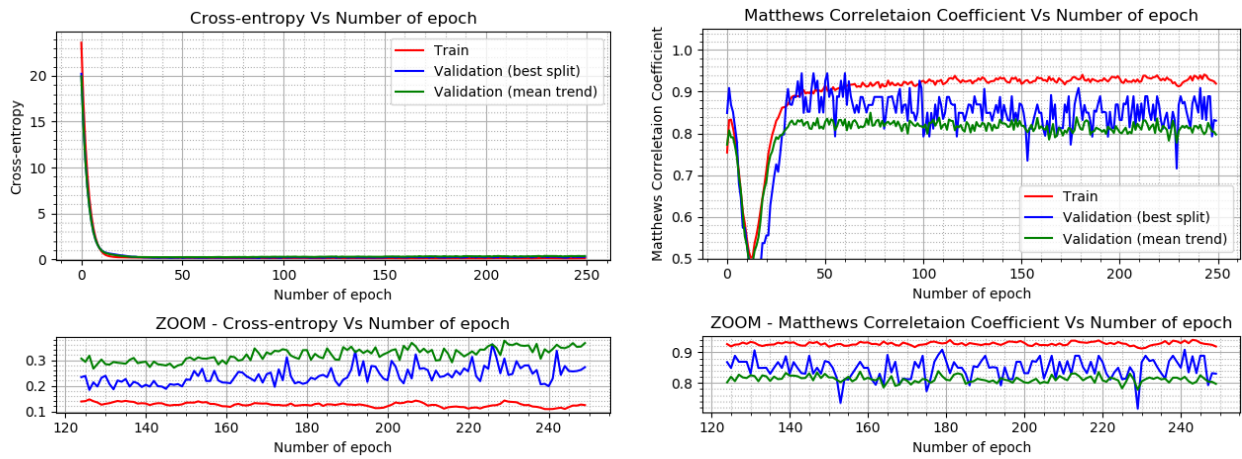 Cross-entropy Vs Number of epoch
Cross-entropy
20
15
10
5
0
Train
Validation (best split)
Validation (mean trend)
0 50 100 150 200 250
Number of epoch
Matthews Correletaion Coefficient Vs Number of epoch
Matthews Correletaion Coefficient
1.0
0.9
0.8
0.7
0.6
0.5
Train
Validation (best split)
Validation (mean trend)
0 50 100 150 200 250
Number of epoch
ZOOM - Cross-entropy Vs Number of epoch
0.3
0.2
0.1
120 140 160 180 200 220 240
Number of epoch
ZOOM - Matthews Correletaion Coefficient Vs Number of epoch
0.9
0.8
120 140 160 180 200 220 240
Number of epoch